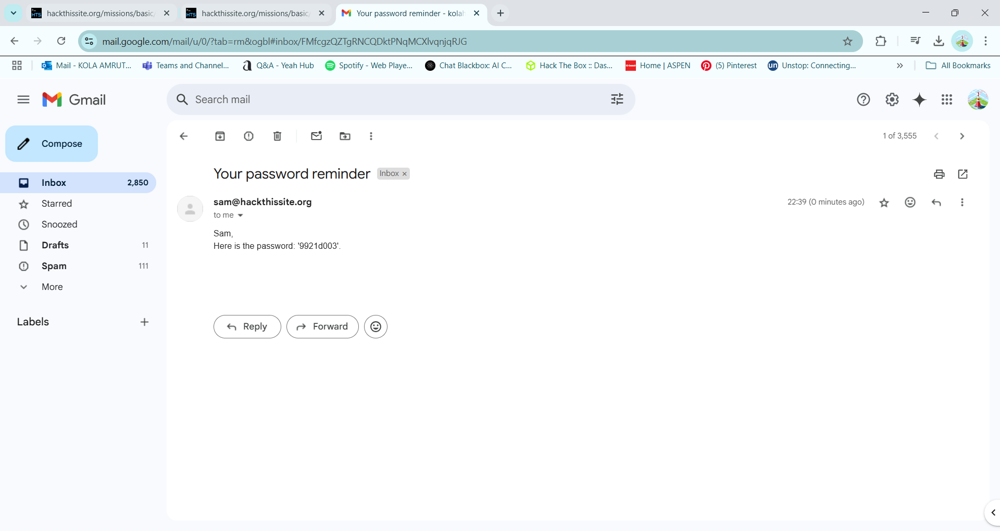 hackthissite.org/missions/basic/
hackthissite.org/missions/basic/
Your password reminder - kolah
mail.google.com/mail/u/0/?tab=rm&ogbl#inbox/FMfcgzQZTgRNCQDktPNqMCXlvqnjqRJG
Mail - KOLA AMRUT...
Teams and Channel...
Q&A - Yeah Hub
Spotify - Web Playe...
Chat Blackbox: AI C...
Hack The Box :: Das...
Home | ASPEN
(5) Pinterest
un Unstop: Connecting...
All Bookmarks
Gmail
Search mail
Compose
1 of 3,555
Your password reminder Inbox ×
Inbox 2,850
sam@hackthissite.org
22:39 (0 minutes ago)
Starred
to me
Snoozed
Sam,
Drafts 11
Here is the password: '9921d003'.
Spam 111
More
Labels
Reply
Forward